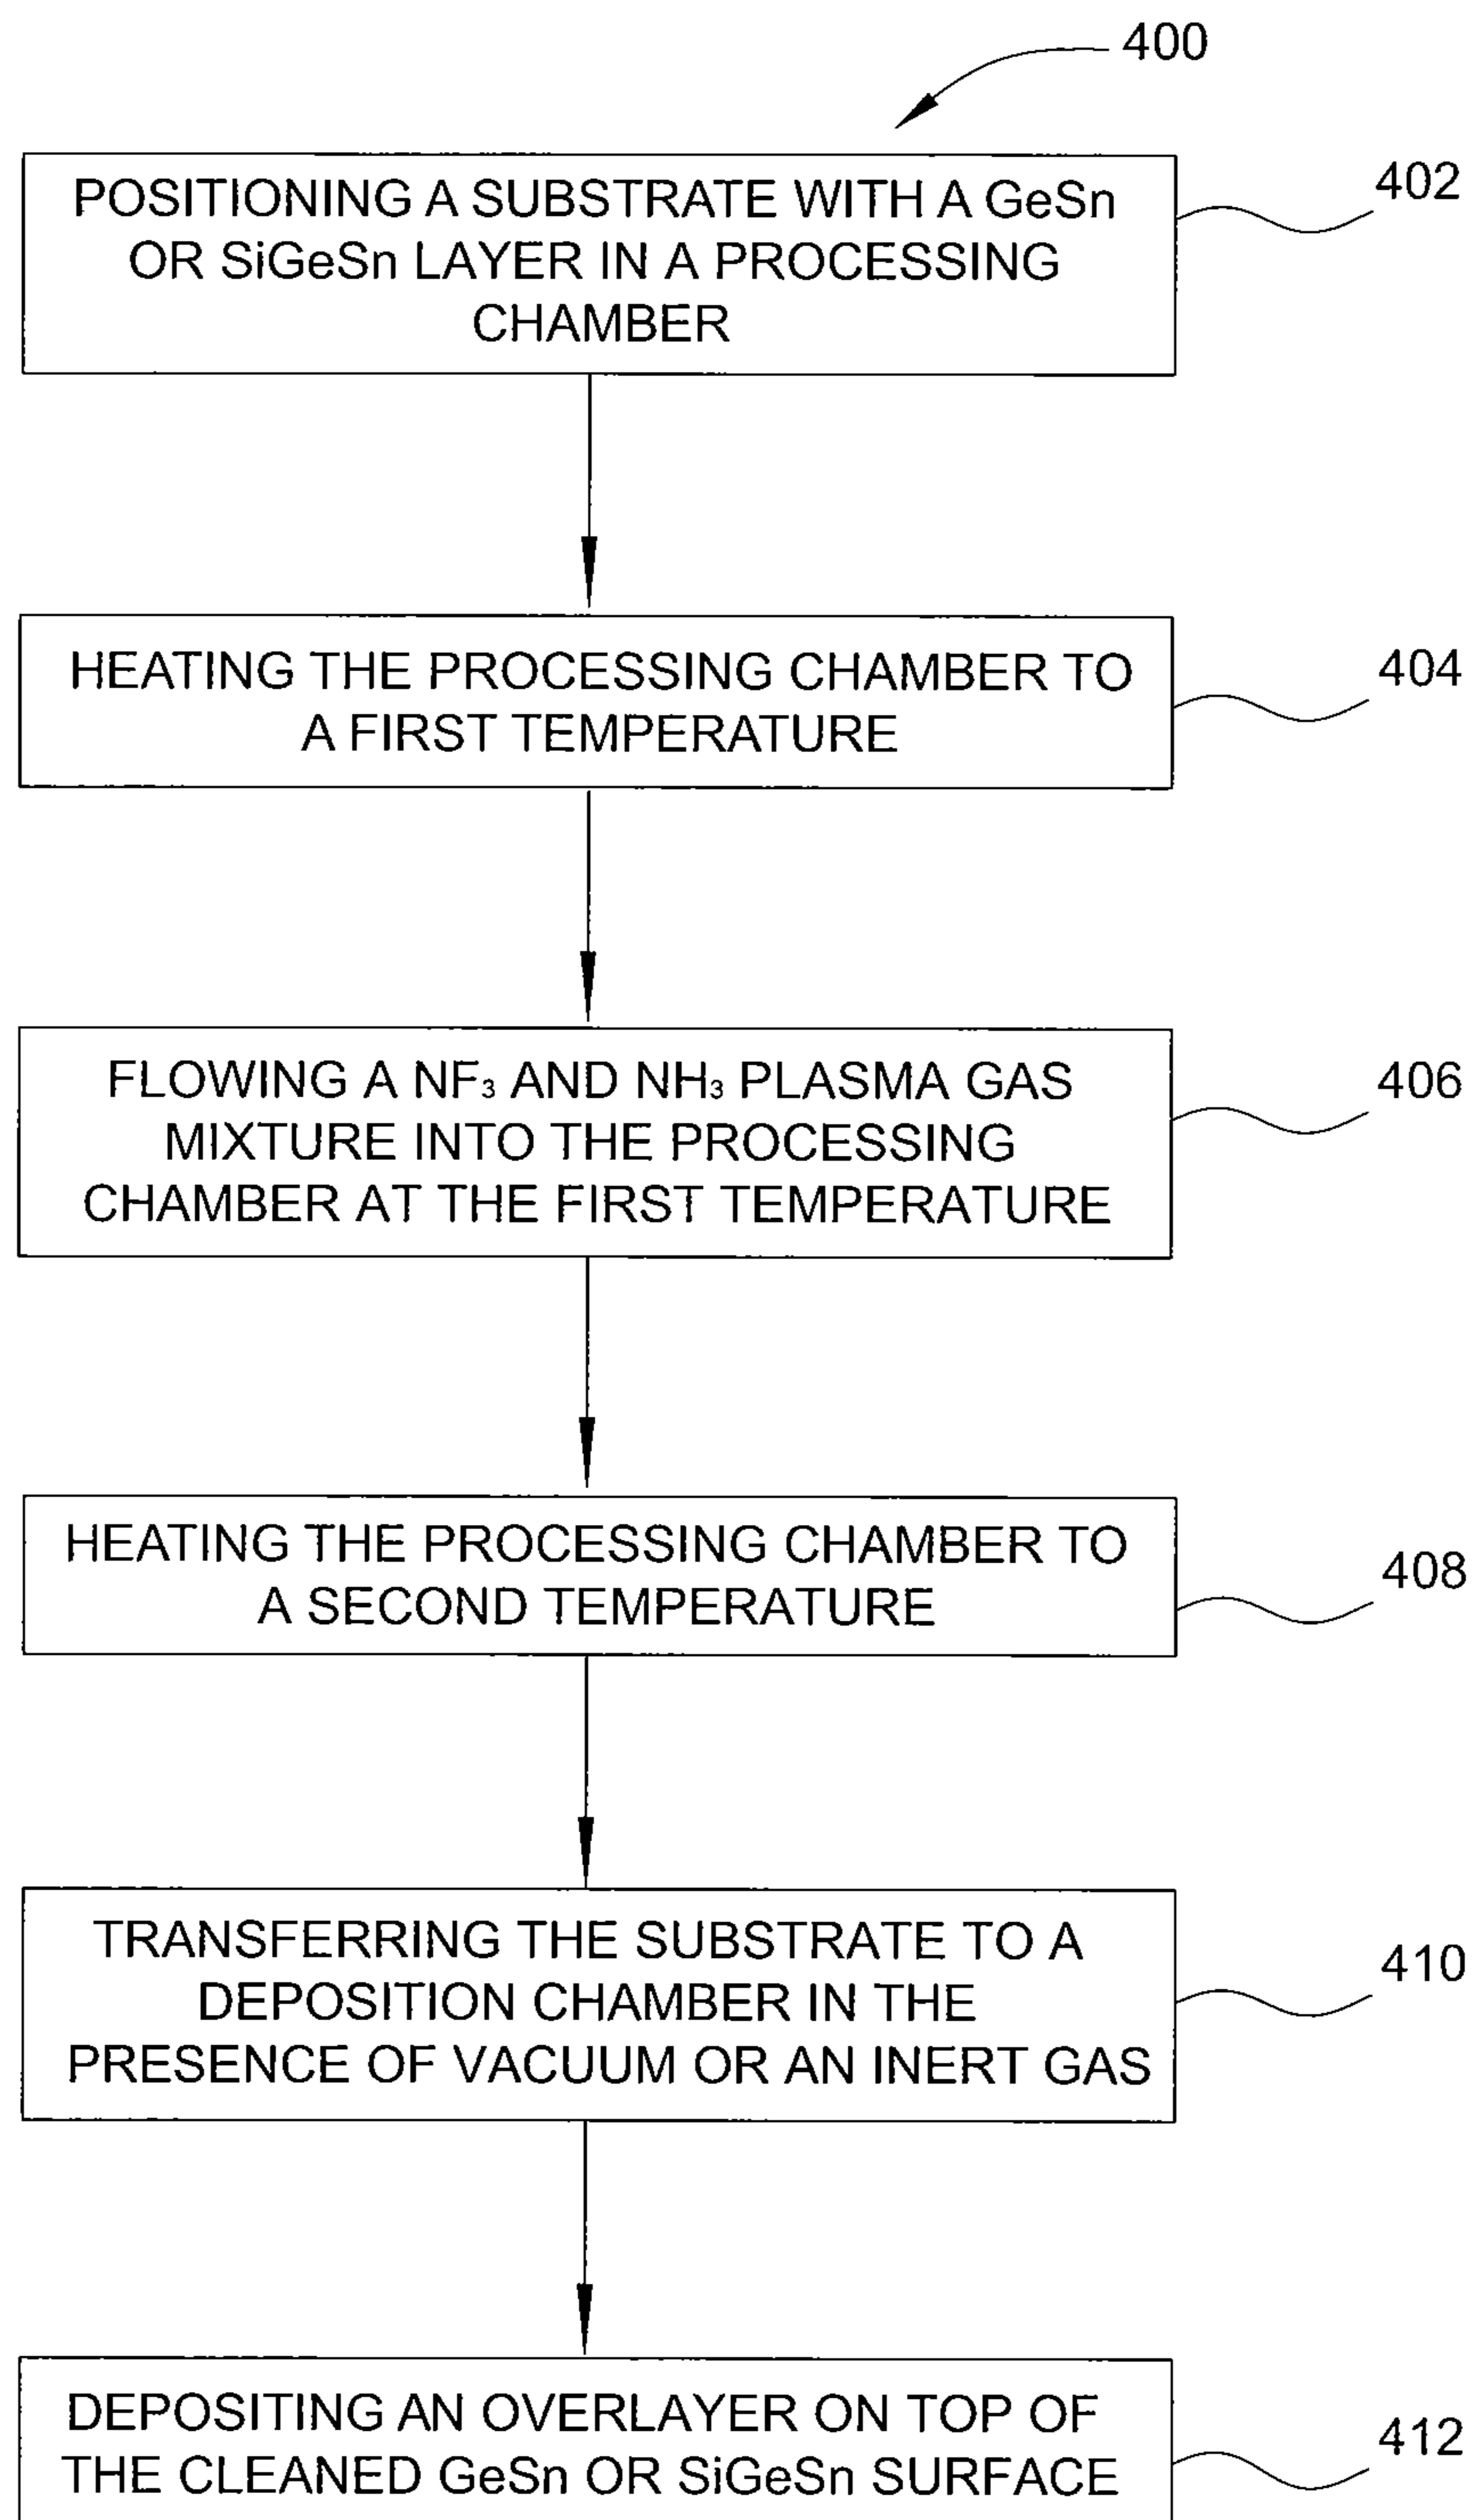 400
POSITIONING A SUBSTRATE WITH A GeSn
OR SiGeSn LAYER IN A PROCESSING
CHAMBER
402
HEATING THE PROCESSING CHAMBER TO
A FIRST TEMPERATURE
404
FLOWING A NF₃ AND NH₃ PLASMA GAS
MIXTURE INTO THE PROCESSING
CHAMBER AT THE FIRST TEMPERATURE
406
HEATING THE PROCESSING CHAMBER TO
A SECOND TEMPERATURE
408
TRANSFERRING THE SUBSTRATE TO A
DEPOSITION CHAMBER IN THE
PRESENCE OF VACUUM OR AN INERT GAS
410
DEPOSITING AN OVERLAYER ON TOP OF
THE CLEANED GeSn OR SiGeSn SURFACE
412